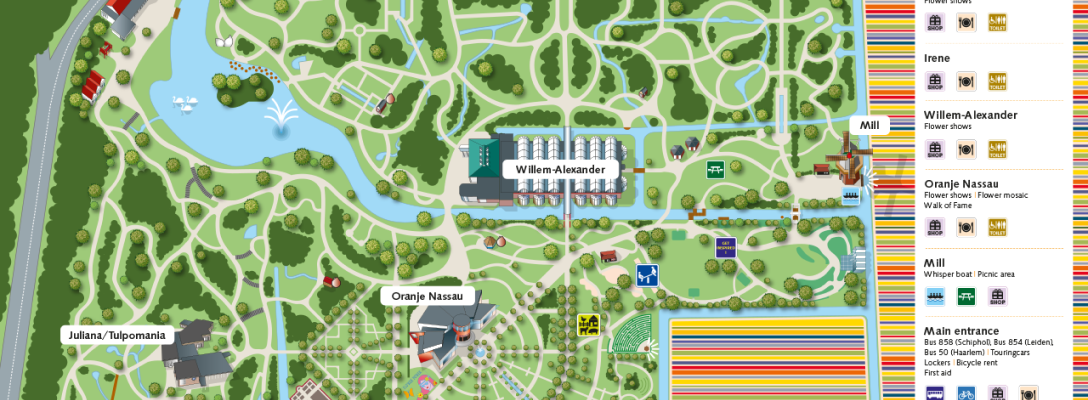 Flower shows
SHOP
TOILET
Irene
SHOP
TOILET
Willem-Alexander
Flower shows
SHOP
TOILET
Oranje Nassau
Flower shows | Flower mosaic
Walk of Fame
SHOP
TOILET
Mill
Whisper boat | Picnic area
SHOP
Main entrance
Bus 858 (Schiphol), Bus 854 (Leiden),
Bus 50 (Haarlem) | Touringcars
Lockers | Bicycle rent
First aid
SHOP
Mill
Willem-Alexander
GET
INSPIRED
!
Oranje Nassau
Juliana/Tulpomania